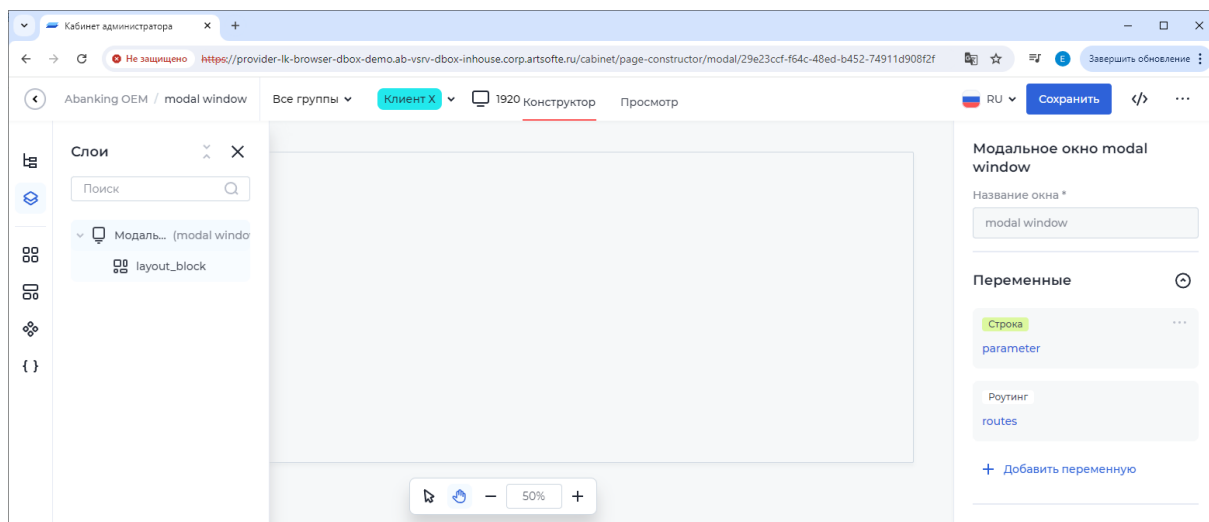 Кабинет администратора
Не защищено https://provider-lk-browser-dbox-demo.ab-vsrv-dbox-inhouse.corp.artsofte.ru/cabinet/page-constructor/modal/29e23ccf-f64c-48ed-b452-74911d908f2f E Завершить обновление
Abanking OEM / modal window Все группы Клиент X 1920 Конструктор Просмотр RU Сохранить </> ...
Слои
Поиск
Модаль... (modal windo
layout_block
{ }
50%
Модальное окно modal
window
Название окна *
modal window
Переменные
Строка ...
parameter
Роутинг
routes
+ Добавить переменную